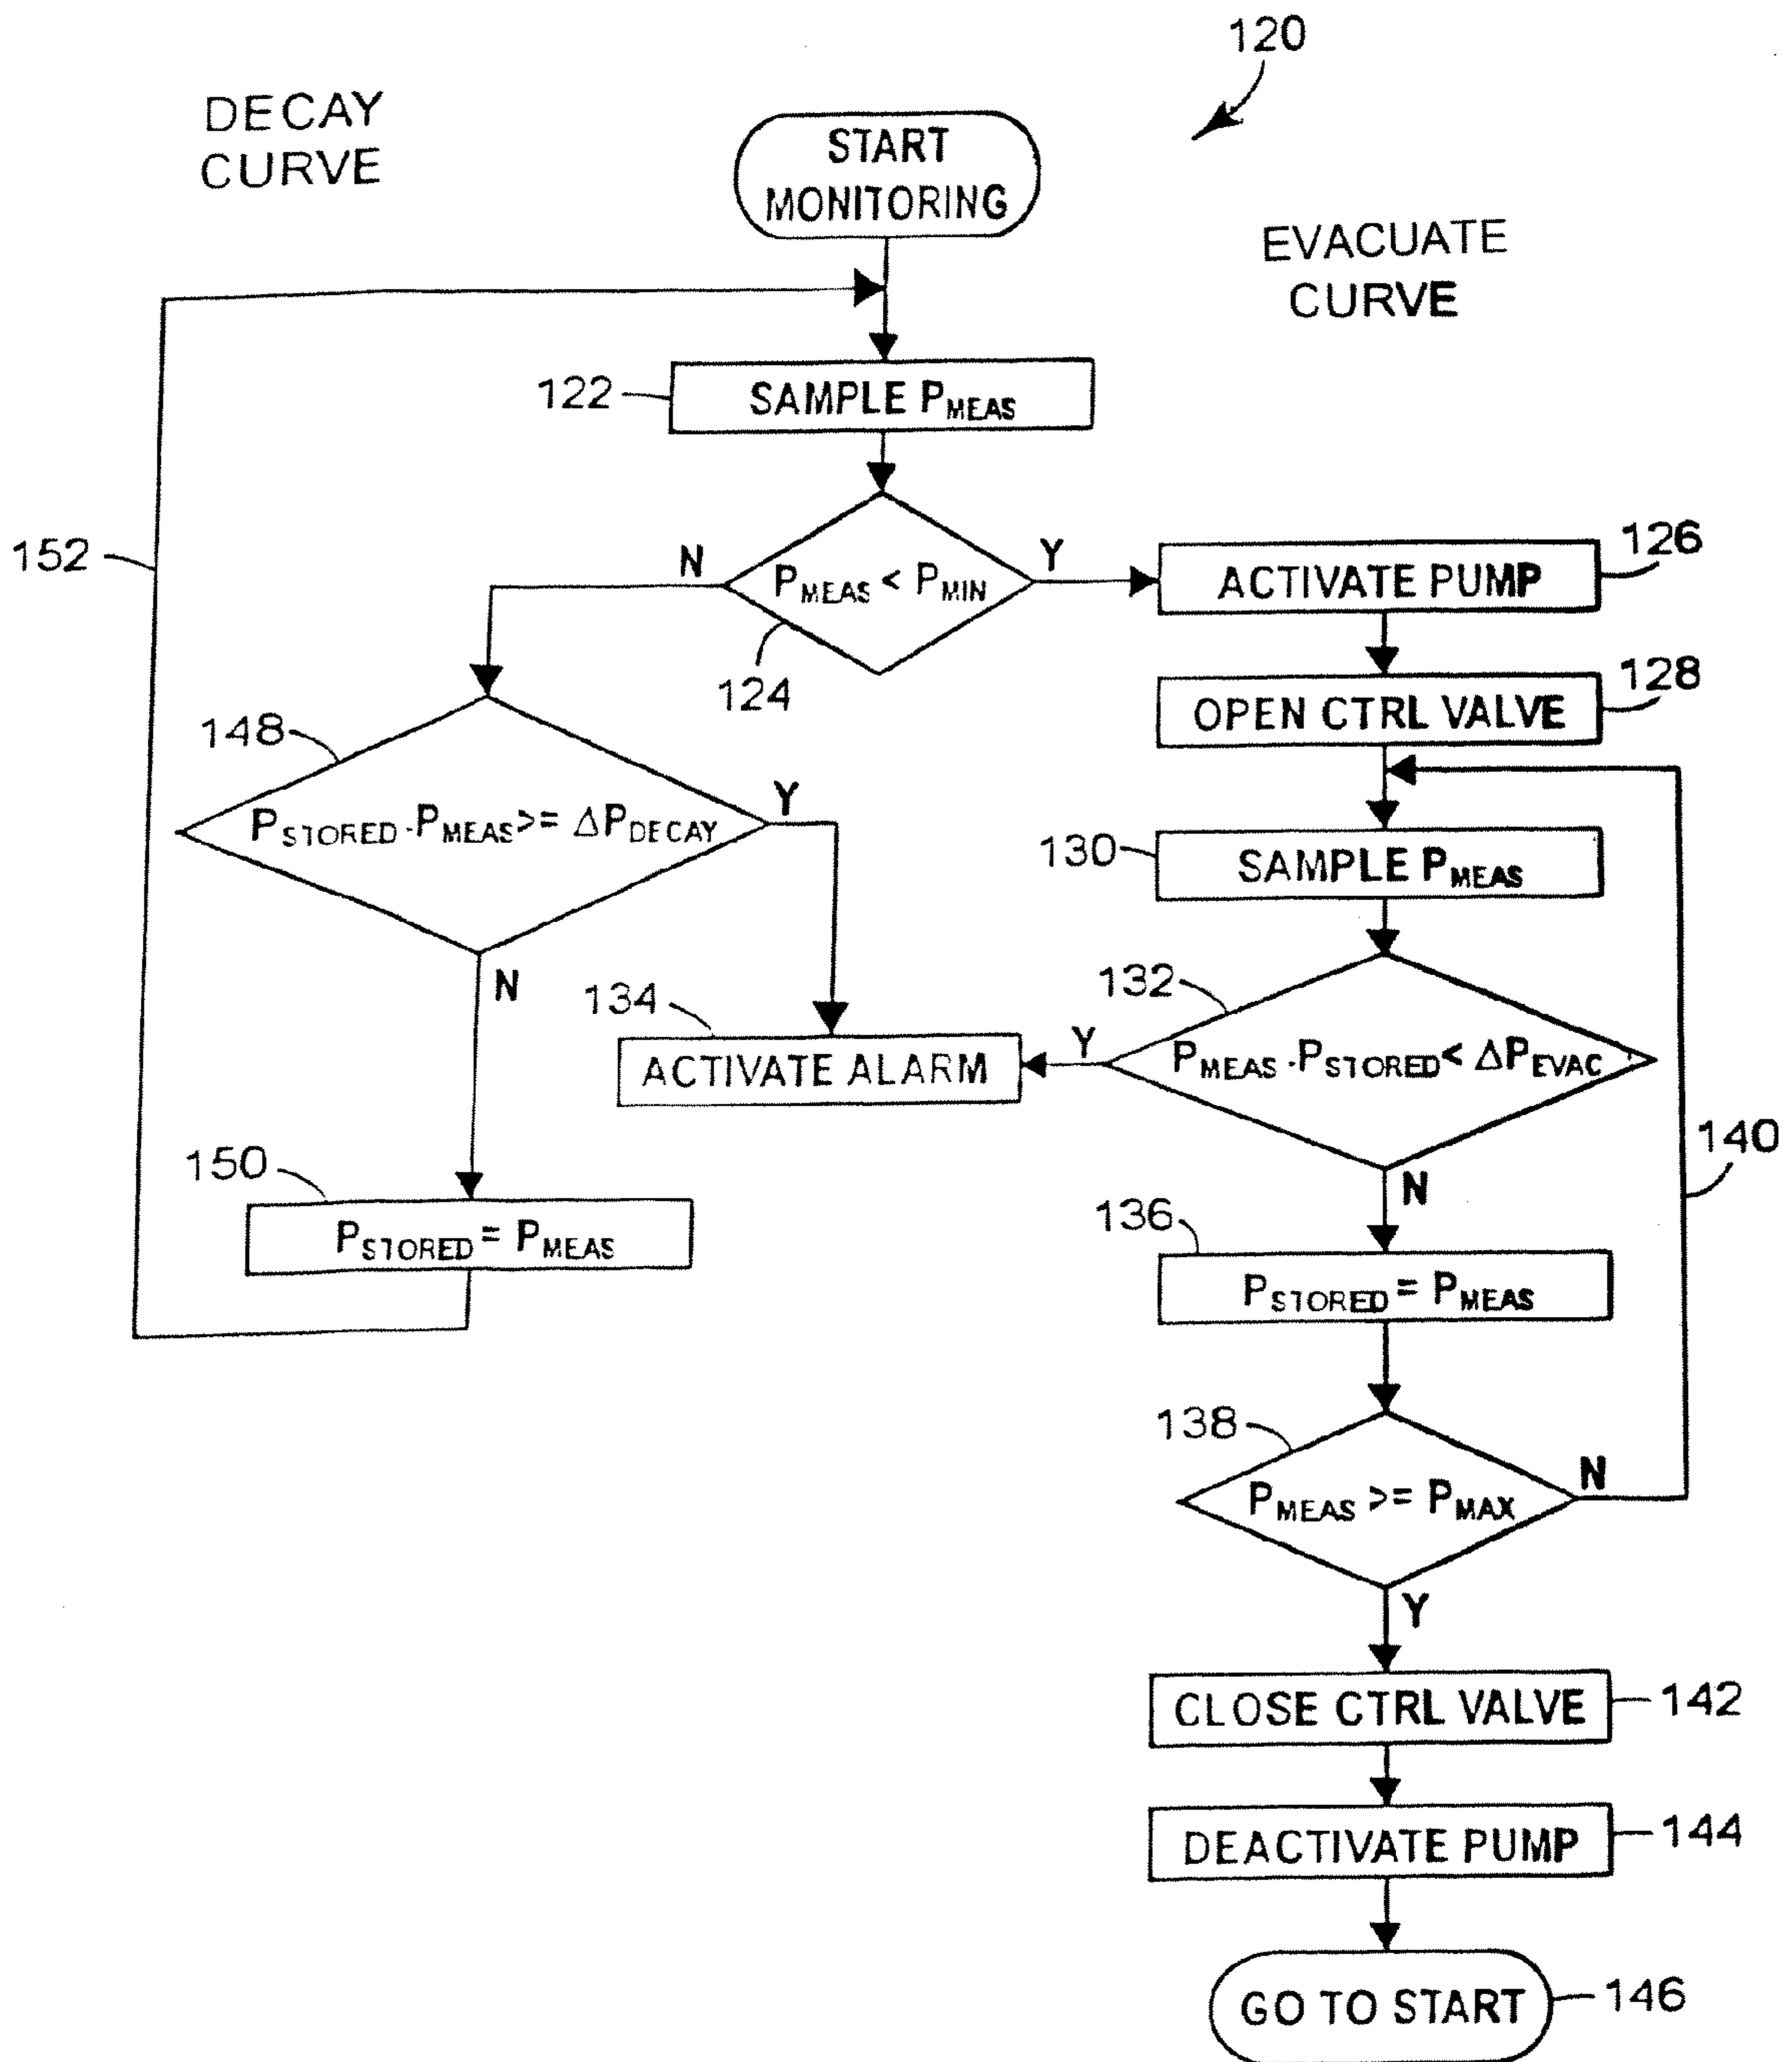 120
DECAY
CURVE
START
MONITORING
EVACUATE
CURVE
122
SAMPLE PMEAS
152
N
PMEAS < PMIN
Y
124
ACTIVATE PUMP
126
OPEN CTRL VALVE
128
148
PSTORED - PMEAS >= ΔPDECAY
Y
N
130
SAMPLE PMEAS
132
PMEAS - PSTORED < ΔPEVAC
Y
N
134
ACTIVATE ALARM
140
150
PSTORED = PMEAS
136
PSTORED = PMEAS
138
PMEAS >= PMAX
N
Y
CLOSE CTRL VALVE
142
DEACTIVATE PUMP
144
GO TO START
146